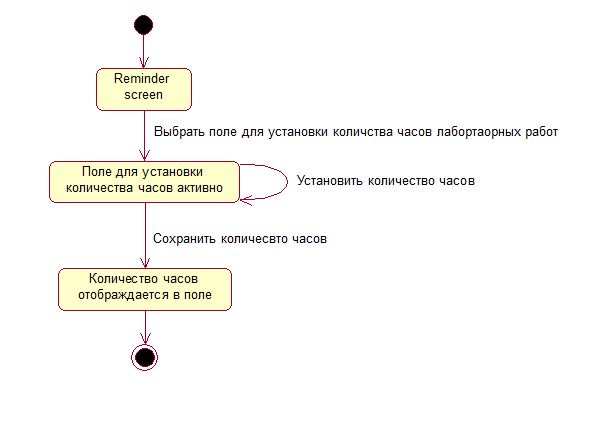 Reminder
screen
Выбрать поле для установки количства часов лабортаорных работ
Поле для установки
количества часов активно
Установить количество часов
Сохранить количесвто часов
Количество часов
отображдается в поле